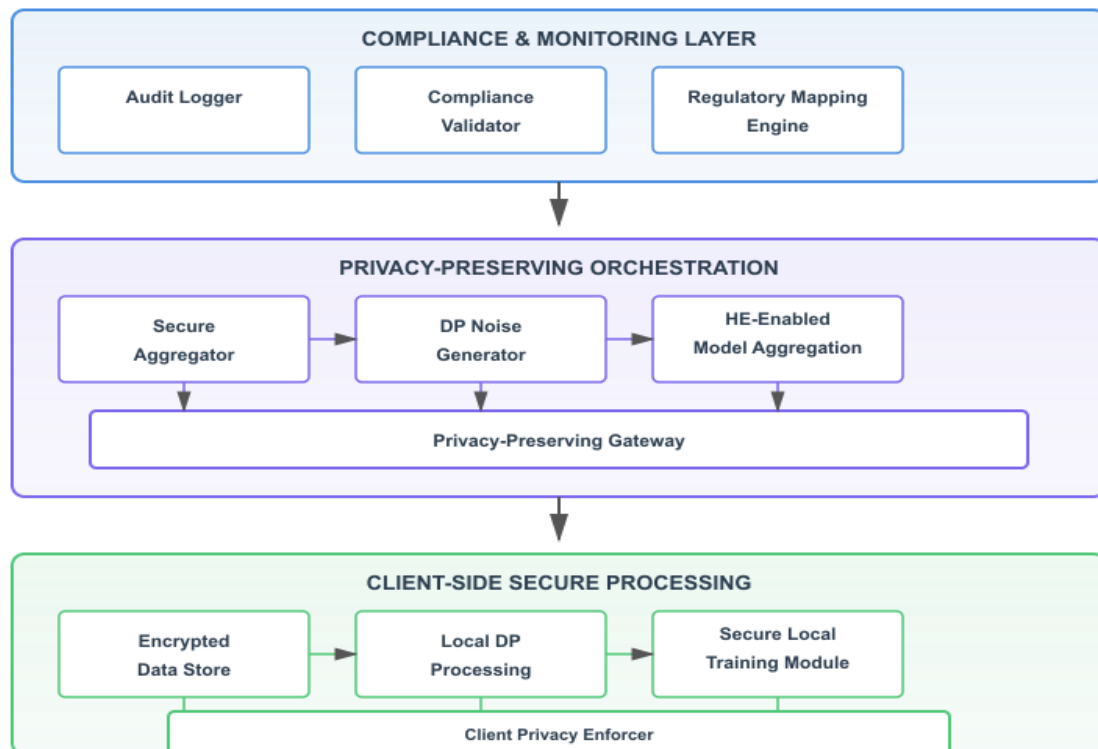 COMPLIANCE & MONITORING LAYER
Audit Logger
Compliance
Validator
Regulatory Mapping
Engine
PRIVACY-PRESERVING ORCHESTRATION
Secure
Aggregator
DP Noise
Generator
HE-Enabled
Model Aggregation
Privacy-Preserving Gateway
CLIENT-SIDE SECURE PROCESSING
Encrypted
Data Store
Local DP
Processing
Secure Local
Training Module
Client Privacy Enforcer